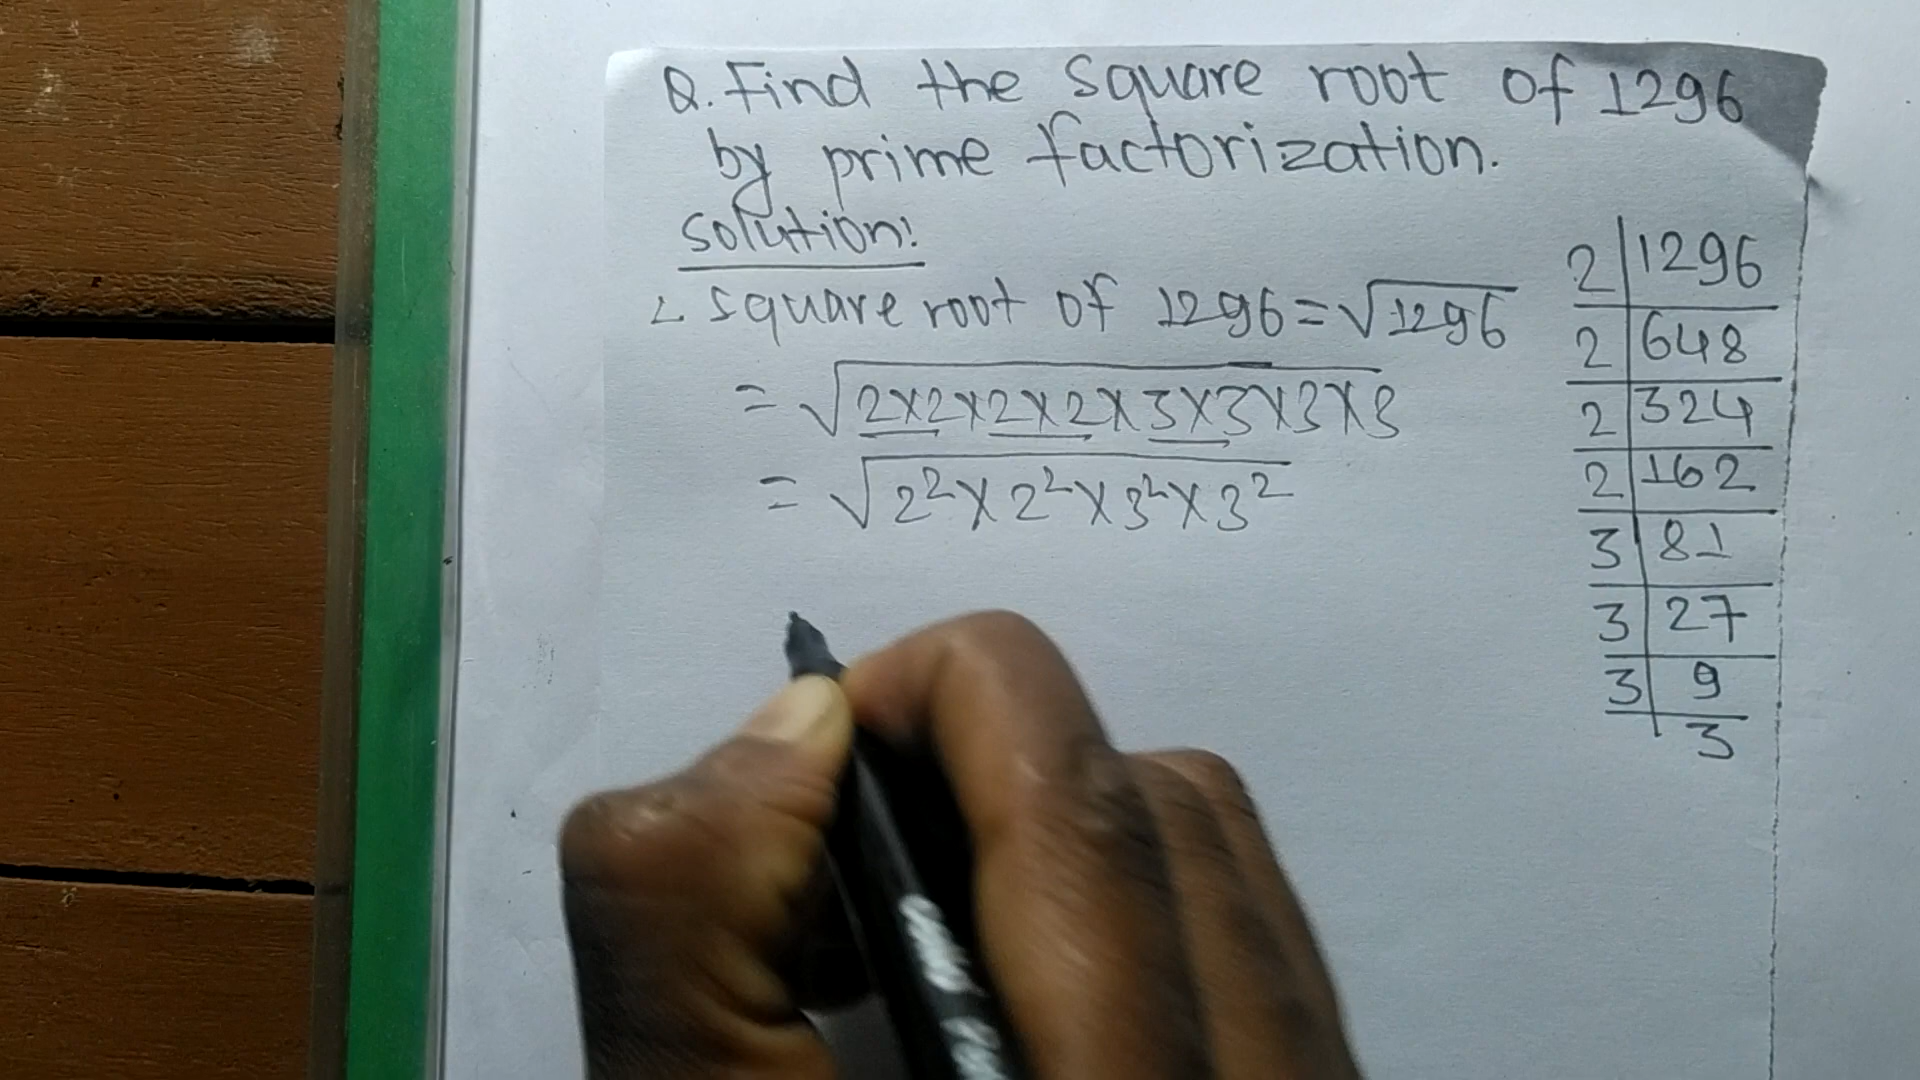 Q. Find the square root of 1296
by prime factorization.
solution:
square root of 1296 = √1296
= √2×2×2×2×3×3×3×3
= √2²×2²×3²×3²
2 | 1296
2 | 648
2 | 324
2 | 162
3 | 81
3 | 27
3 | 9
3